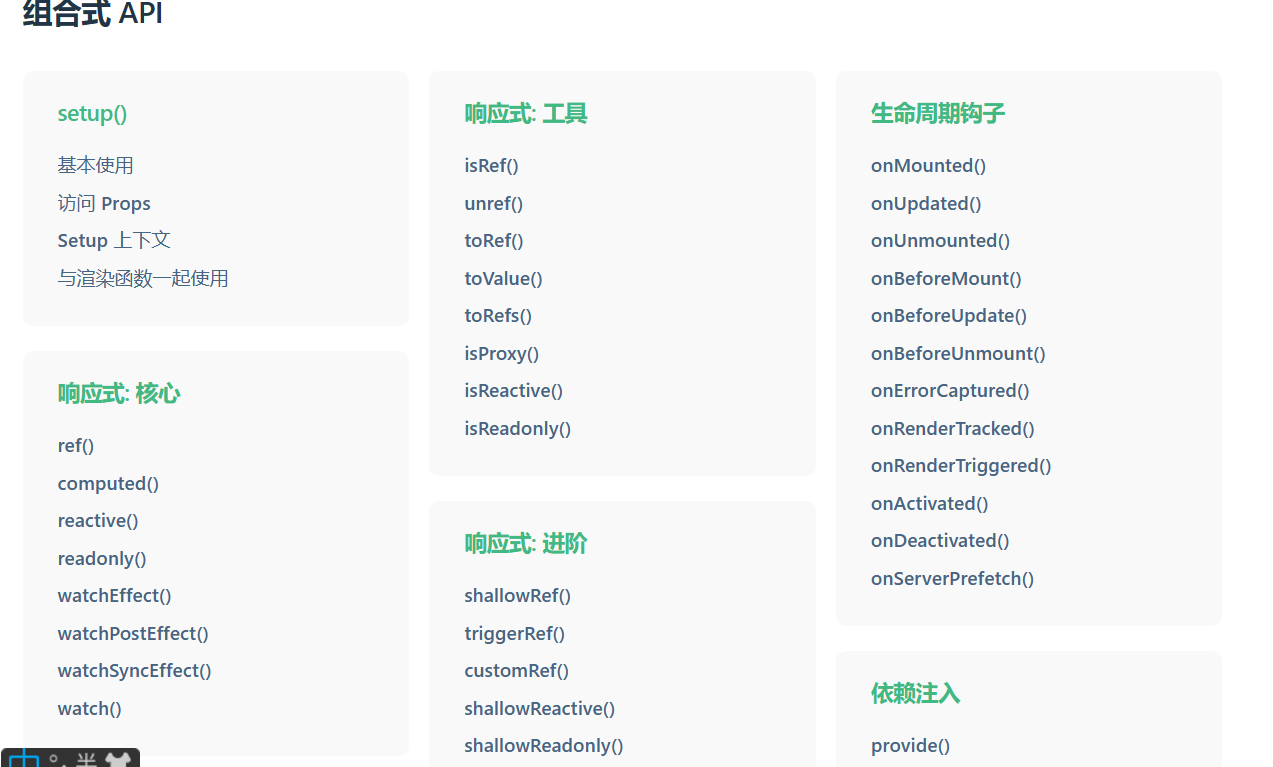 组合式 API
setup()
基本使用
访问 Props
Setup 上下文
与渲染函数一起使用
响应式: 核心
ref()
computed()
reactive()
readonly()
watchEffect()
watchPostEffect()
watchSyncEffect()
watch()
响应式: 工具
isRef()
unref()
toRef()
toValue()
toRefs()
isProxy()
isReactive()
isReadonly()
响应式: 进阶
shallowRef()
triggerRef()
customRef()
shallowReactive()
shallowReadonly()
生命周期钩子
onMounted()
onUpdated()
onUnmounted()
onBeforeMount()
onBeforeUpdate()
onBeforeUnmount()
onErrorCaptured()
onRenderTracked()
onRenderTriggered()
onActivated()
onDeactivated()
onServerPrefetch()
依赖注入
provide()
中 半